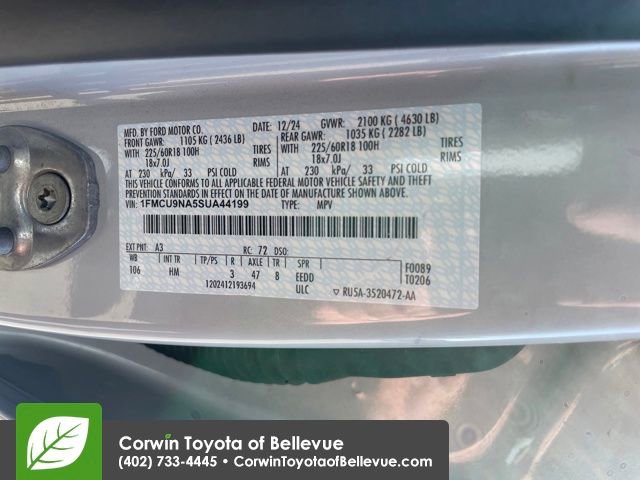 MFD. BY FORD MOTOR CO. 12/24 GVWR: 2100 KG ( 4630 LB)
FRONT GAWR: 1105 KG ( 2436 LB) REAR GAWR: 1035 KG ( 2282 LB)
WITH TIRES WITH TIRES
225/60R18 100H 225/60R18 100H
18x7.0J RIMS 18x7.0J RIMS
AT 230 kPa/ 33 PSI COLD AT 230 kPa/ 33 PSI COLD
THIS VEHICLE CONFORMS TO ALL APPLICABLE FEDERAL MOTOR VEHICLE SAFETY AND
THEFT PREVENTION STANDARDS IN EFFECT ON THE DATE OF MANUFACTURE SHOWN ABOVE.
VIN: 1FMCU9NA5SUA44199 TYPE: MPV
EXT PNT: A3 RC: 72 DSO:
WB INT TR TP/PS R AXLE TR SPR F0089
106 HM 3 47 8 EEDD T0206
1202412193694 ULC ▽ RU5A-3520472-AA
Corwin Toyota of Bellevue
(402) 733-4445 • CorwinToyotaofBellevue.com